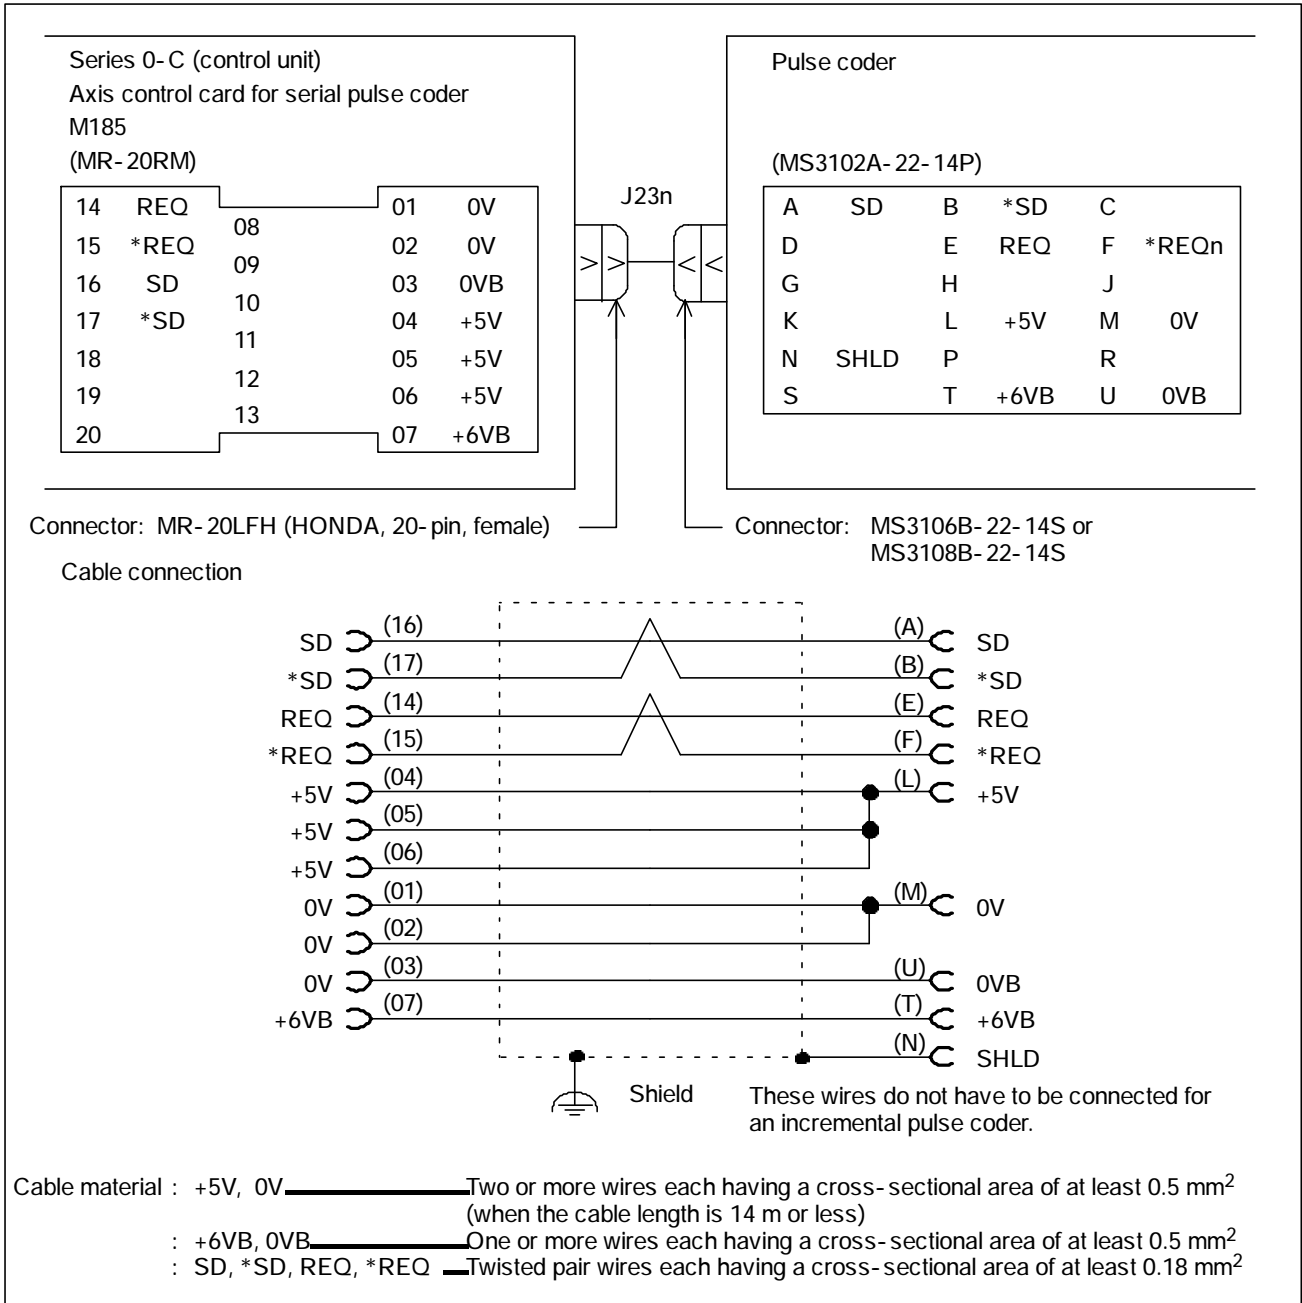 Series 0-C (control unit)
Axis control card for serial pulse coder
M185
(MR-20RM)
14 REQ 01 0V
08
15 *REQ 02 0V
09
16 SD 03 0VB
10
17 *SD 04 +5V
11
18 05 +5V
12
19 06 +5V
13
20 07 +6VB
J23n
>> <<
Pulse coder
(MS3102A-22-14P)
A SD B *SD C
D E REQ F *REQn
G H J
K L +5V M 0V
N SHLD P R
S T +6VB U 0VB
Connector: MR-20LFH (HONDA, 20-pin, female)
Connector: MS3106B-22-14S or
MS3108B-22-14S
Cable connection
SD (16) (A) SD
*SD (17) (B) *SD
REQ (14) (E) REQ
*REQ (15) (F) *REQ
+5V (04) (L) +5V
+5V (05)
+5V (06)
0V (01) (M) 0V
0V (02)
0V (03) (U) 0VB
+6VB (07) (T) +6VB
(N) SHLD
Shield
These wires do not have to be connected for
an incremental pulse coder.
Cable material : +5V, 0V Two or more wires each having a cross-sectional area of at least 0.5 mm²
(when the cable length is 14 m or less)
: +6VB, 0VB One or more wires each having a cross-sectional area of at least 0.5 mm²
: SD, *SD, REQ, *REQ Twisted pair wires each having a cross-sectional area of at least 0.18 mm²